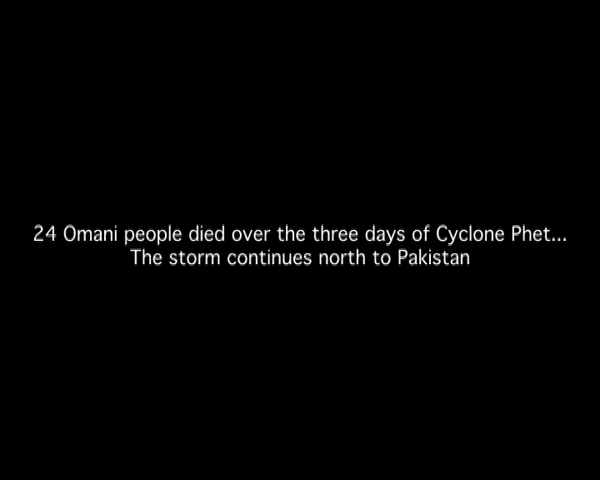 24 Omani people died over the three days of Cyclone Phet...
The storm continues north to Pakistan